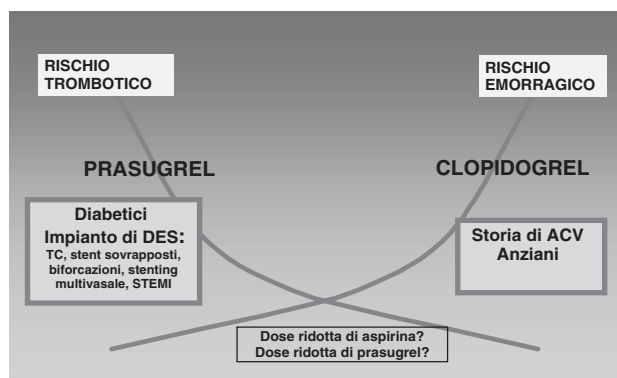 RISCHIO
TROMBOTICO
RISCHIO
EMORRAGICO
PRASUGREL
CLOPIDOGREL
Diabetici
Impianto di DES:
TC, stent sovrapposti,
biforcazioni, stenting
multivasale, STEMI
Storia di ACV
Anziani
Dose ridotta di aspirina?
Dose ridotta di prasugrel?